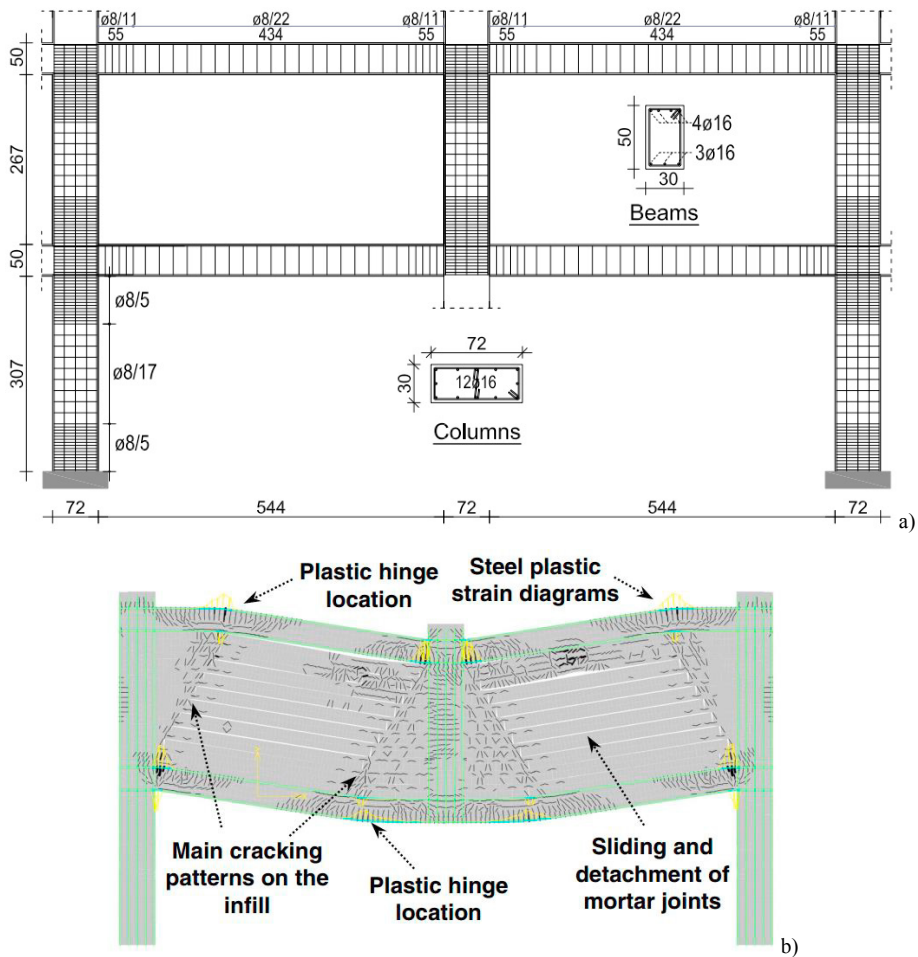 ø8/11 ø8/22 ø8/11 ø8/11 ø8/22 ø8/11
55 434 55 55 434 55
50
267
50
307
50
4ø16
3ø16
30
Beams
ø8/5
ø8/17
ø8/5
72
30
12ø16
Columns
72 544 72 544 72
a)
Plastic hinge
location
Steel plastic
strain diagrams
Main cracking
patterns on the
infill
Plastic hinge
location
Sliding and
detachment of
mortar joints
b)